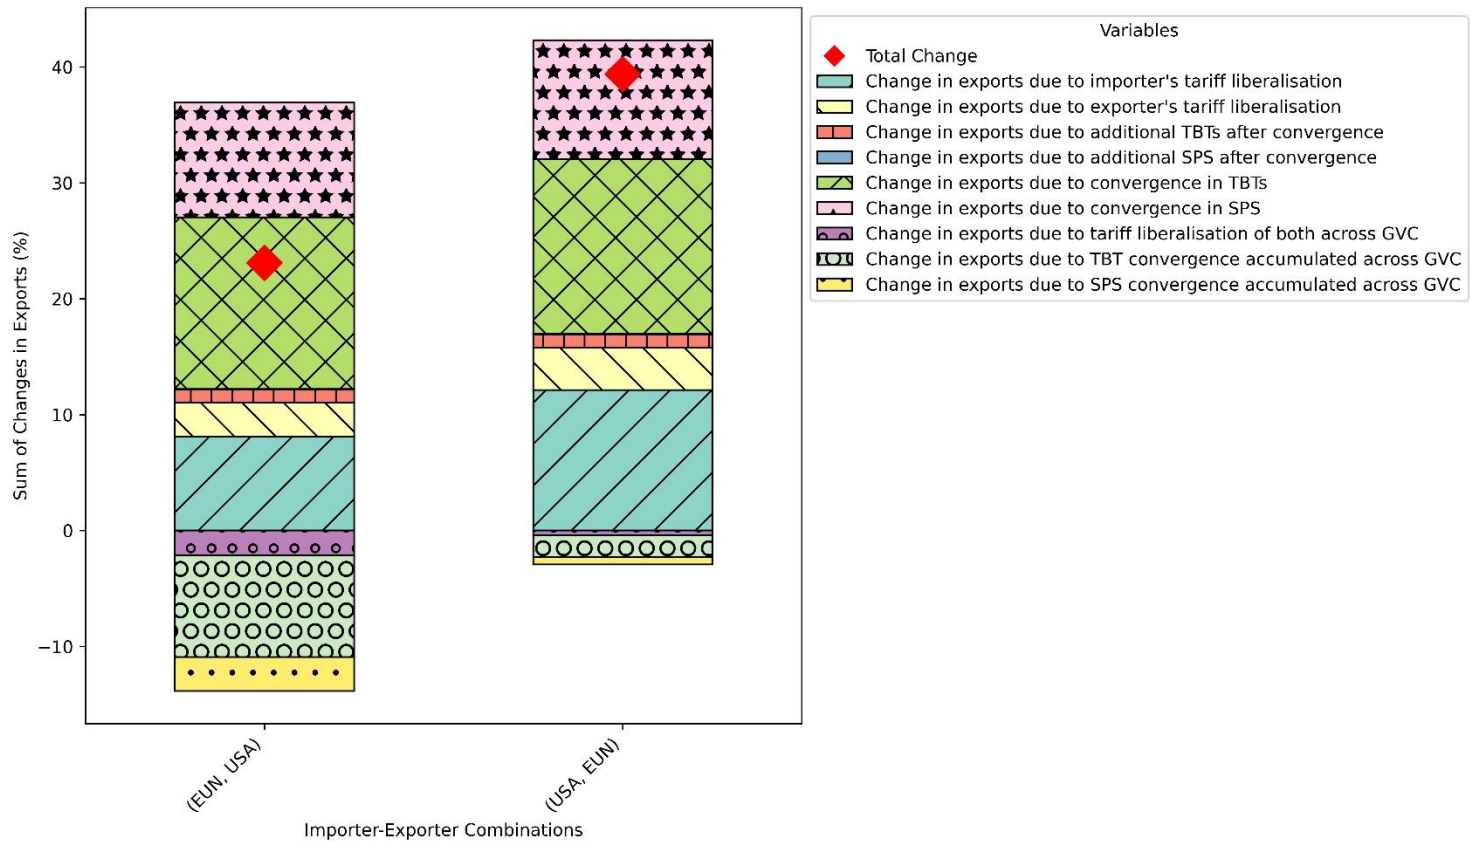 Sum of Changes in Exports (%)
40
30
20
10
0
−10
(EUN, USA)
(USA, EUN)
Importer-Exporter Combinations
Variables
Total Change
Change in exports due to importer's tariff liberalisation
Change in exports due to exporter's tariff liberalisation
Change in exports due to additional TBTs after convergence
Change in exports due to additional SPS after convergence
Change in exports due to convergence in TBTs
Change in exports due to convergence in SPS
Change in exports due to tariff liberalisation of both across GVC
Change in exports due to TBT convergence accumulated across GVC
Change in exports due to SPS convergence accumulated across GVC